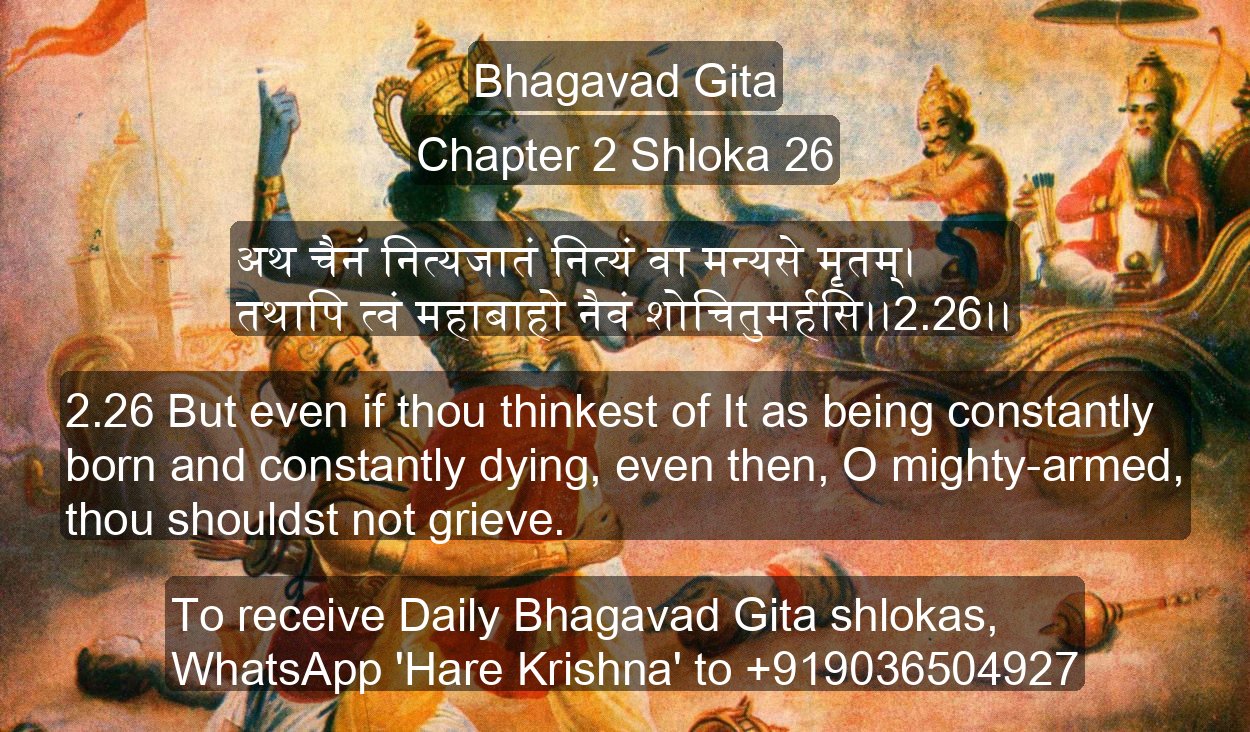 Bhagavad Gita
Chapter 2 Shloka 26
अथ चैनं नित्यजातं नित्यं वा मन्यसे मृतम्।
तथापि त्वं महाबाहो नैवं शोचितुमर्हसि।।2.26।।
2.26 But even if thou thinkest of It as being constantly
born and constantly dying, even then, O mighty-armed,
thou shouldst not grieve.
To receive Daily Bhagavad Gita shlokas,
WhatsApp 'Hare Krishna' to +919036504927